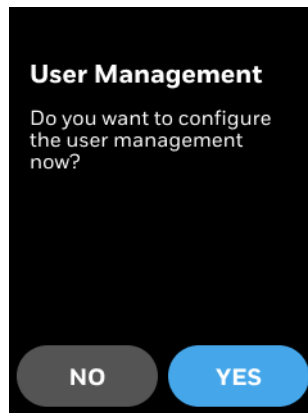 User Management
Do you want to configure
the user management
now?
NO
YES